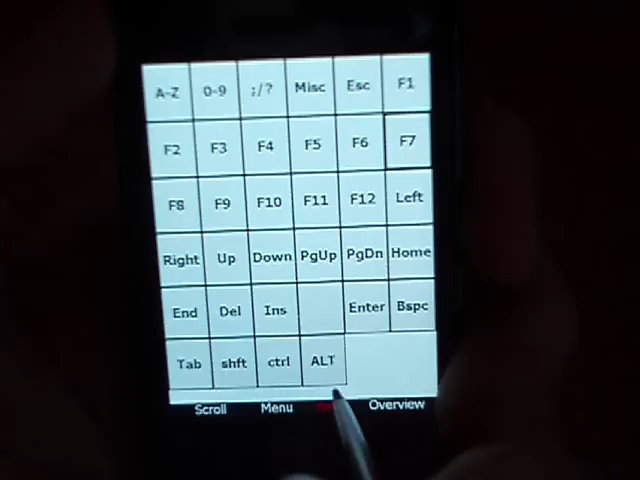 A-Z 0-9 ;/? Misc Esc F1
F2 F3 F4 F5 F6 F7
F8 F9 F10 F11 F12 Left
Right Up Down PgUp PgDn Home
End Del Ins Enter Bspc
Tab shft ctrl ALT
Scroll Menu Overview